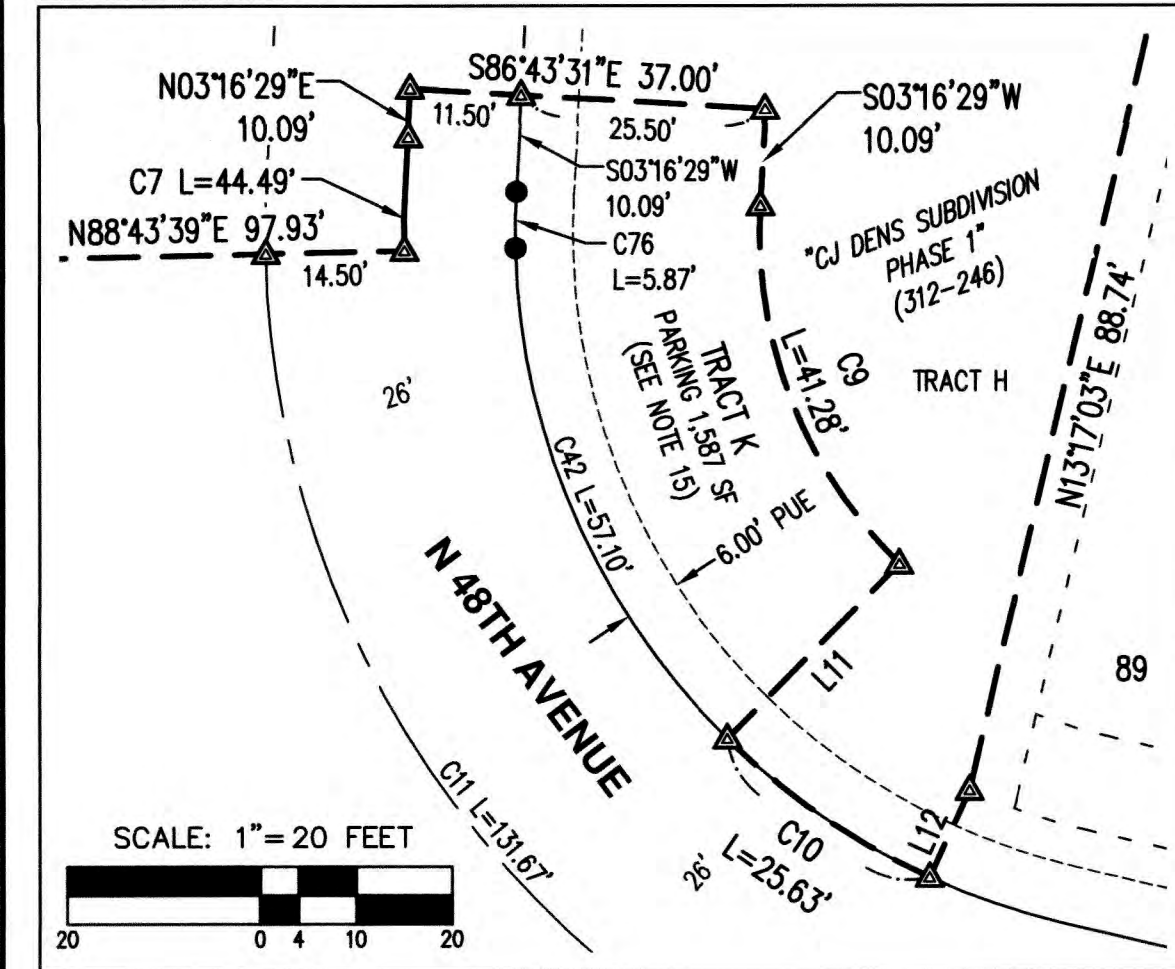 S86°43'31"E 37.00'
N03°16'29"E
10.09'
11.50'
25.50'
S03°16'29"W
10.09'
S03°16'29"W
10.09'
C7 L=44.49'
N88°43'39"E 97.93'
14.50'
C76
L=5.87'
"CJ DENS SUBDIVISION
PHASE 1"
(312-246)
N13°17'03"E 88.74'
TRACT K
PARKING 1,587 SF
(SEE NOTE 15)
C9
L=41.28'
TRACT H
26'
C42 L=57.10'
6.00' PUE
N 48TH AVENUE
L11
89
C11 L=131.67'
L12
C10
L=25.63'
26'
SCALE: 1"=20 FEET
20 0 4 10 20